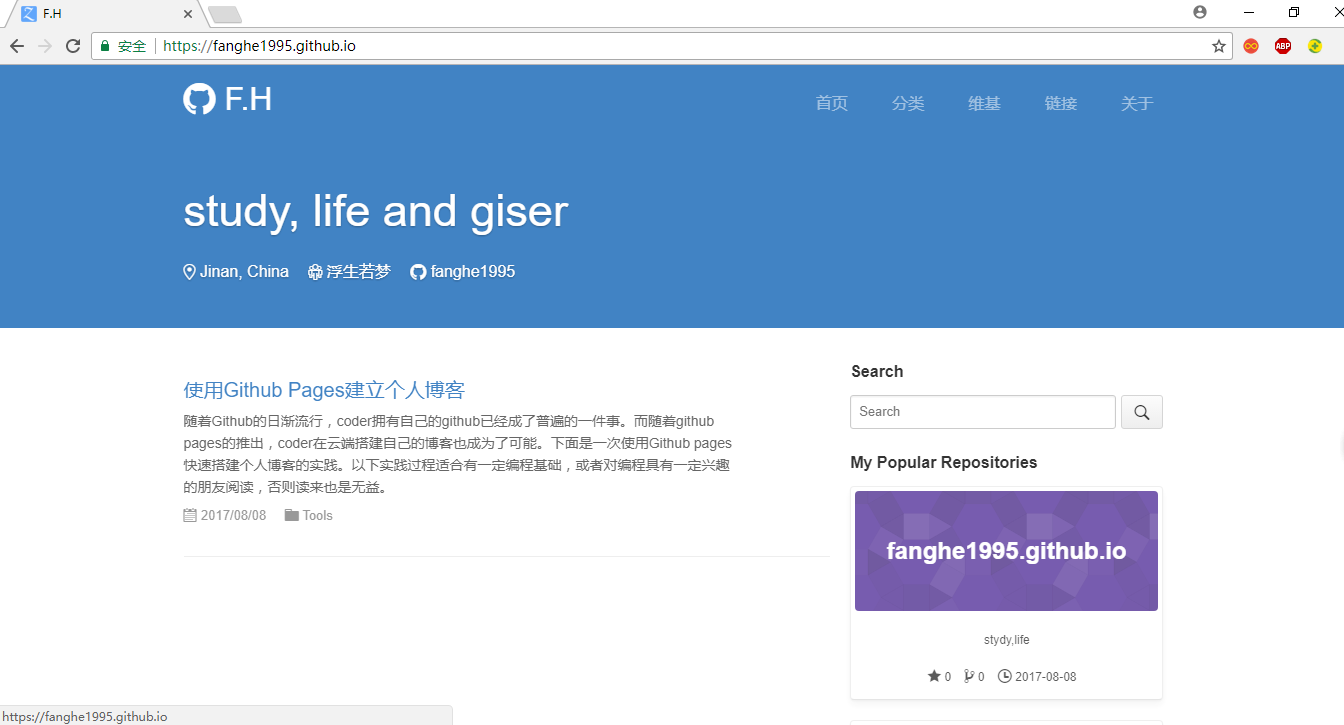 F.H
安全 https://fanghe1995.github.io
ABP
F.H
首页 分类 维基 链接 关于
study, life and giser
Jinan, China 浮生若梦 fanghe1995
使用Github Pages建立个人博客
随着Github的日渐流行，coder拥有自己的github已经成了普遍的一件事。而随着github
pages的推出，coder在云端搭建自己的博客也成为了可能。下面是一次使用Github pages
快速搭建个人博客的实践。以下实践过程适合有一定编程基础，或者对编程具有一定兴趣
的朋友阅读，否则读来也是无益。
2017/08/08 Tools
Search
Search
My Popular Repositories
fanghe1995.github.io
stydy,life
0 0 2017-08-08
https://fanghe1995.github.io